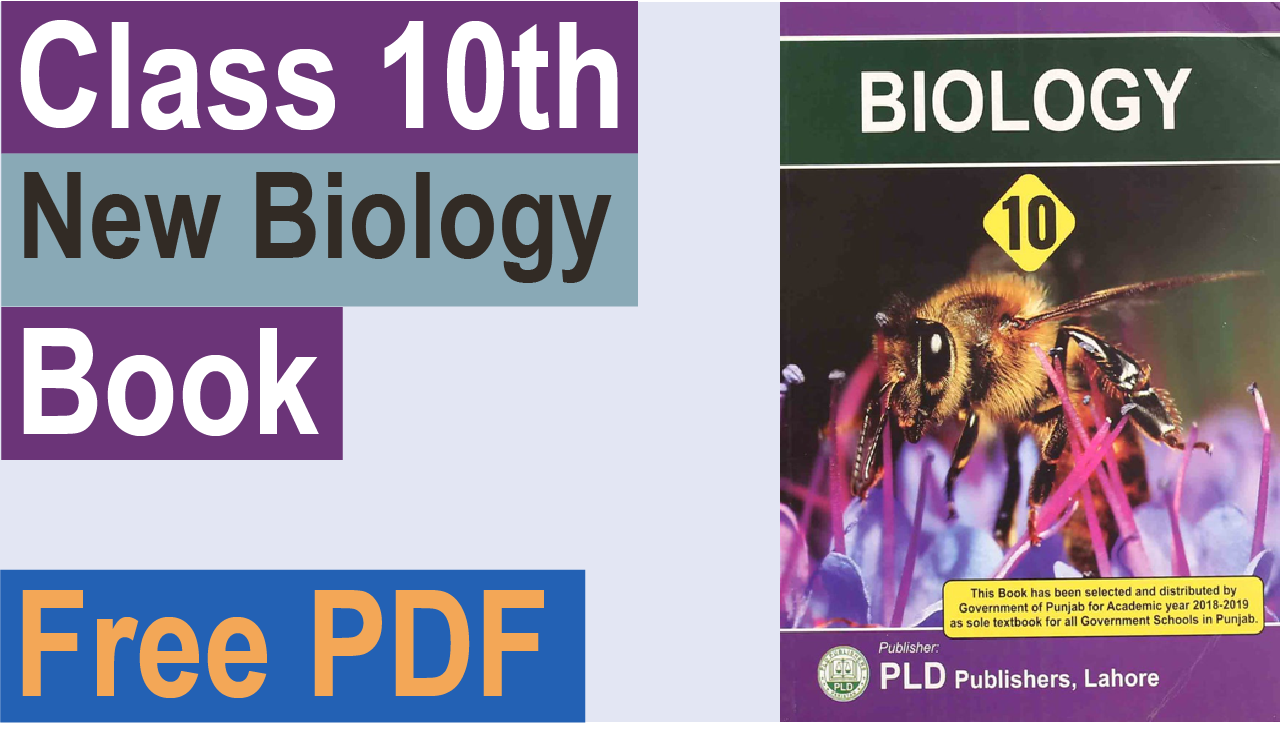 Class 10th
New Biology
Book
Free PDF
BIOLOGY
10
This Book has been selected and distributed by
Government of Punjab for Academic year 2018-2019
as sole textbook for all Government Schools in Punjab.
Publisher:
PLD Publishers, Lahore
PLD